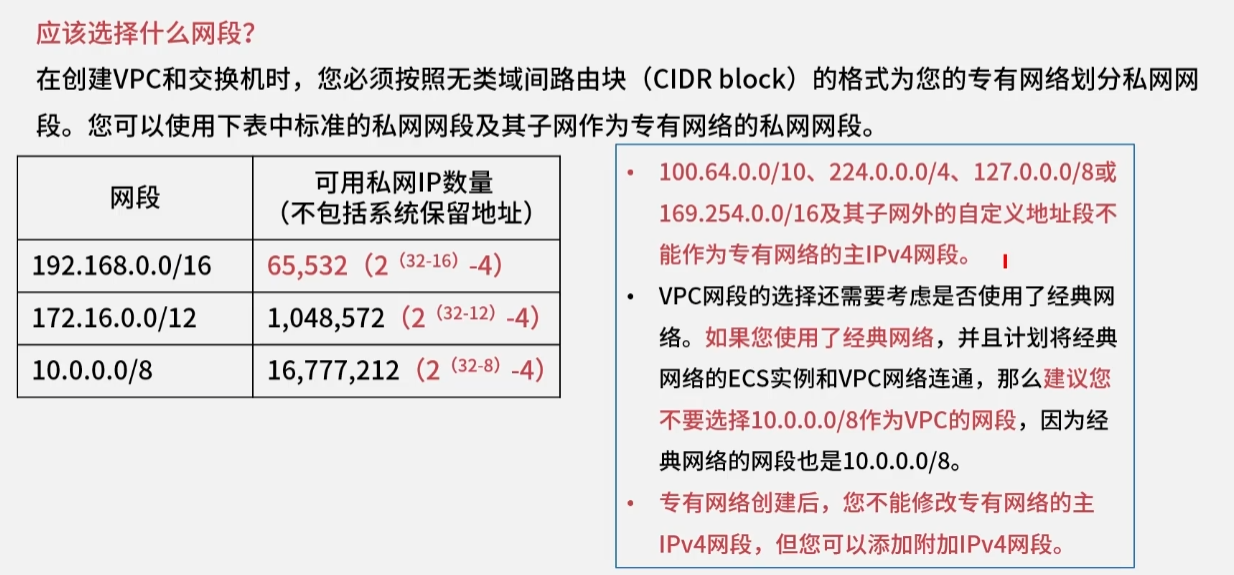 应该选择什么网段？
在创建VPC和交换机时，您必须按照无类域间路由块（CIDR block）的格式为您的专有网络划分私网网
段。您可以使用下表中标准的私网网段及其子网作为专有网络的私网网段。
网段
可用私网IP数量
（不包括系统保留地址）
192.168.0.0/16
65,532（2（32-16）-4）
172.16.0.0/12
1,048,572（2（32-12）-4）
10.0.0.0/8
16,777,212（2（32-8）-4）
• 100.64.0.0/10、224.0.0.0/4、127.0.0.0/8或
169.254.0.0/16及其子网外的自定义地址段不
能作为专有网络的主IPv4网段。
• VPC网段的选择还需要考虑是否使用了经典网
络。如果您使用了经典网络，并且计划将经典
网络的ECS实例和VPC网络连通，那么建议您
不要选择10.0.0.0/8作为VPC的网段，因为经
典网络的网段也是10.0.0.0/8。
• 专有网络创建后，您不能修改专有网络的主
IPv4网段，但您可以添加附加IPv4网段。